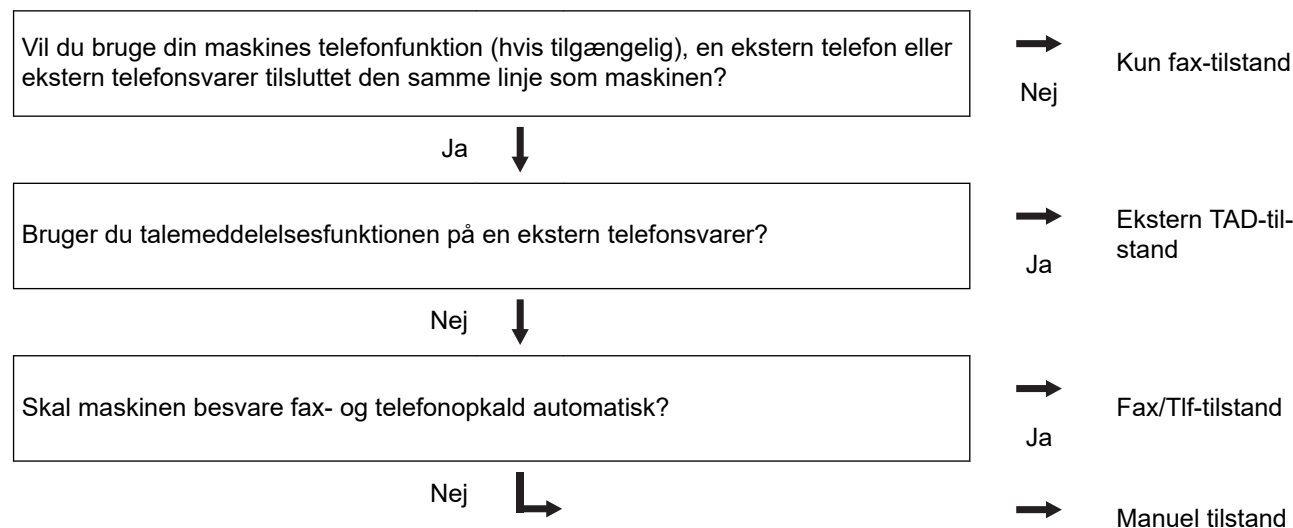 Vil du bruge din maskines telefonfunktion (hvis tilgængelig), en ekstern telefon eller
ekstern telefonsvarer tilsluttet den samme linje som maskinen?
Nej
Kun fax-tilstand
Ja
Bruger du talemeddelelsesfunktionen på en ekstern telefonsvarer?
Ja
Ekstern TAD-til-
stand
Nej
Skal maskinen besvare fax- og telefonopkald automatisk?
Ja
Fax/Tlf-tilstand
Nej
Manuel tilstand